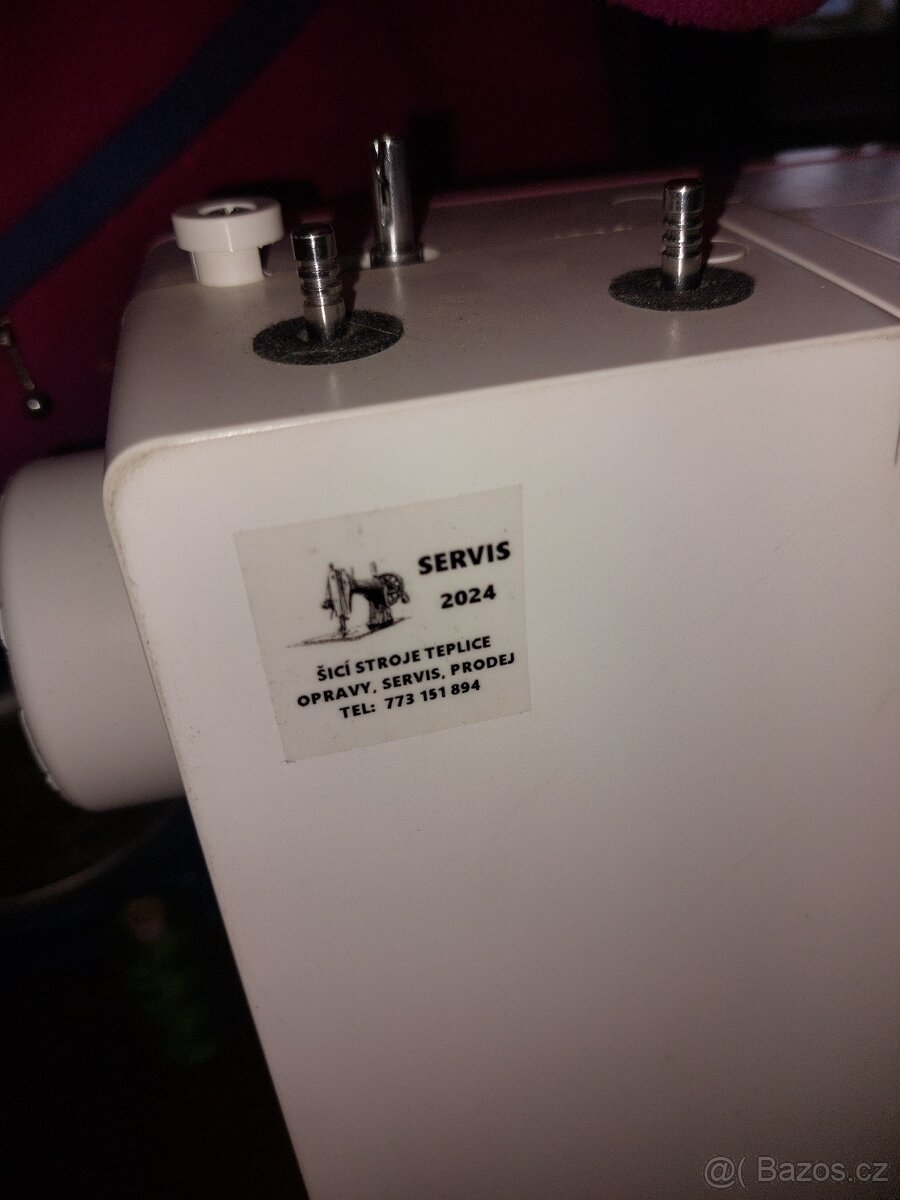 SERVIS
2024
ŠICÍ STROJE TEPLICE
OPRAVY, SERVIS, PRODEJ
TEL: 773 151 894
@( Bazos.cz